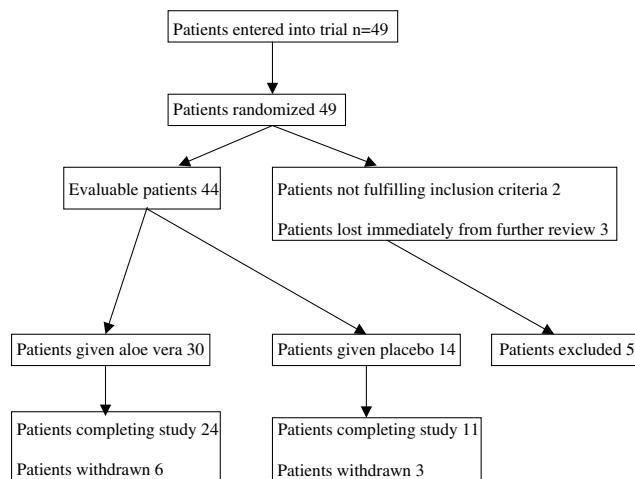 Patients entered into trial n=49
Patients randomized 49
Evaluable patients 44
Patients not fulfilling inclusion criteria 2
Patients lost immediately from further review 3
Patients given aloe vera 30
Patients given placebo 14
Patients excluded 5
Patients completing study 24
Patients withdrawn 6
Patients completing study 11
Patients withdrawn 3